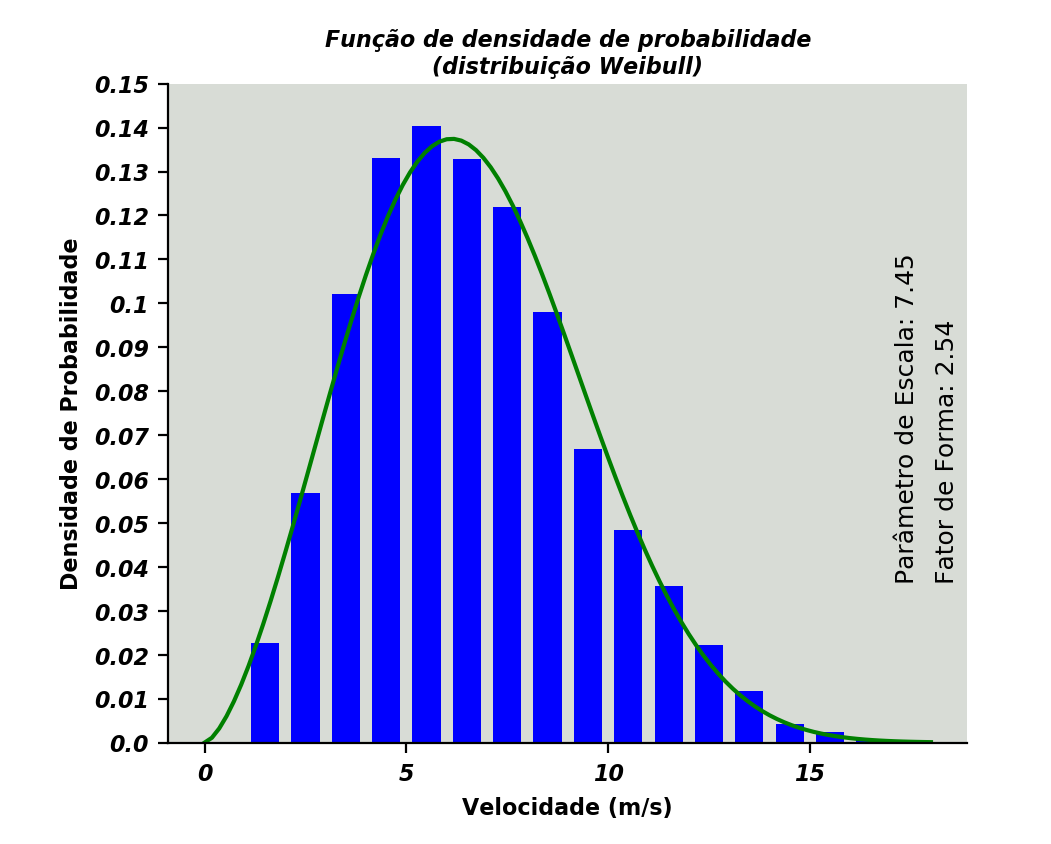 Função de densidade de probabilidade
(distribuição Weibull)
0.15
0.14
0.13
0.12
0.11
0.1
0.09
0.08
0.07
0.06
0.05
0.04
0.03
0.02
0.01
0.0
Densidade de Probabilidade
Parâmetro de Escala: 7.45
Fator de Forma: 2.54
0 5 10 15
Velocidade (m/s)